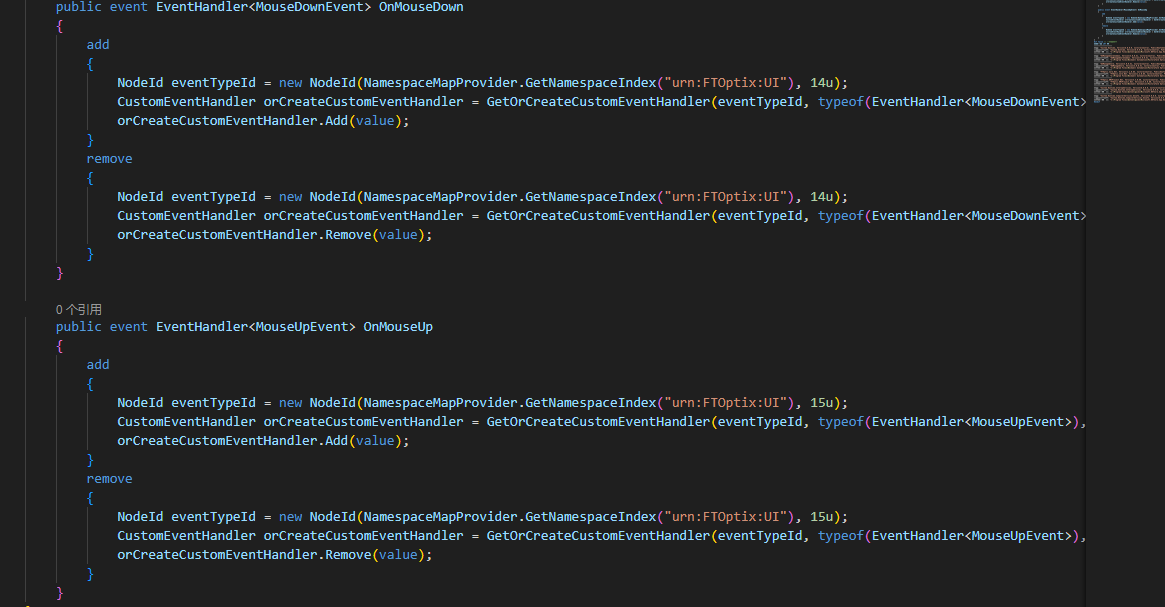 public event EventHandler<MouseDownEvent> OnMouseDown
{
add
{
NodeId eventTypeId = new NodeId(NamespaceMapProvider.GetNamespaceIndex("urn:FTOptix:UI"), 14u);
CustomEventHandler orCreateCustomEventHandler = GetOrCreateCustomEventHandler(eventTypeId, typeof(EventHandler<MouseDownEvent>
orCreateCustomEventHandler.Add(value);
}
remove
{
NodeId eventTypeId = new NodeId(NamespaceMapProvider.GetNamespaceIndex("urn:FTOptix:UI"), 14u);
CustomEventHandler orCreateCustomEventHandler = GetOrCreateCustomEventHandler(eventTypeId, typeof(EventHandler<MouseDownEvent>
orCreateCustomEventHandler.Remove(value);
}
}
0 个引用
public event EventHandler<MouseUpEvent> OnMouseUp
{
add
{
NodeId eventTypeId = new NodeId(NamespaceMapProvider.GetNamespaceIndex("urn:FTOptix:UI"), 15u);
CustomEventHandler orCreateCustomEventHandler = GetOrCreateCustomEventHandler(eventTypeId, typeof(EventHandler<MouseUpEvent>),
orCreateCustomEventHandler.Add(value);
}
remove
{
NodeId eventTypeId = new NodeId(NamespaceMapProvider.GetNamespaceIndex("urn:FTOptix:UI"), 15u);
CustomEventHandler orCreateCustomEventHandler = GetOrCreateCustomEventHandler(eventTypeId, typeof(EventHandler<MouseUpEvent>),
orCreateCustomEventHandler.Remove(value);
}
}